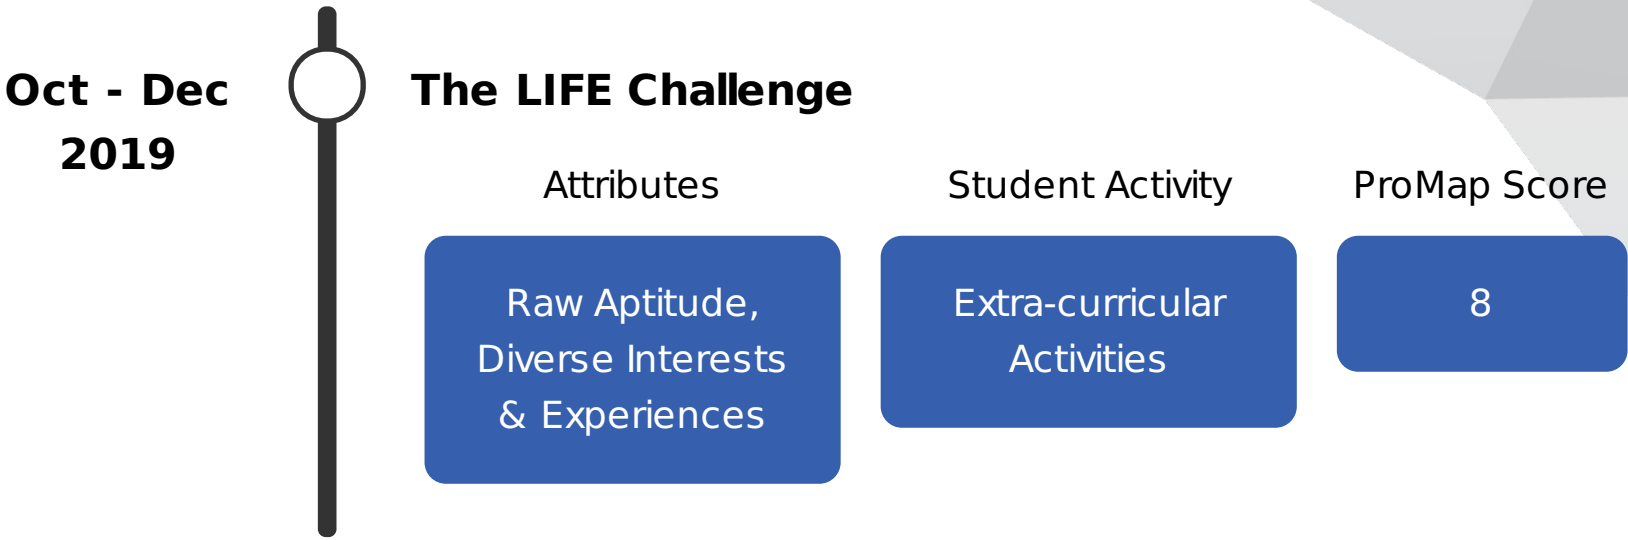 Oct - Dec
2019
The LIFE Challenge
Attributes
Student Activity
ProMap Score
Raw Aptitude,
Diverse Interests
& Experiences
Extra-curricular
Activities
8